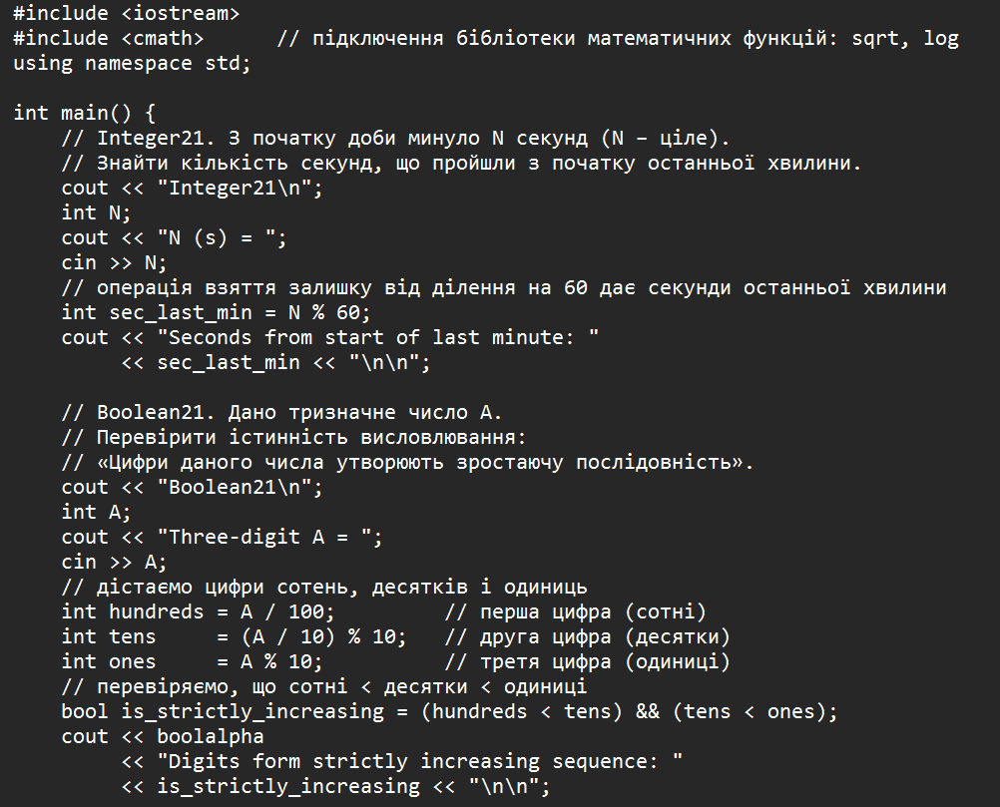 #include <iostream>
#include <cmath>      // підключення бібліотеки математичних функцій: sqrt, log
using namespace std;

int main() {
    // Integer21. З початку доби минуло N секунд (N – ціле).
    // Знайти кількість секунд, що пройшли з початку останньої хвилини.
    cout << "Integer21\n";
    int N;
    cout << "N (s) = ";
    cin >> N;
    // операція взяття залишку від ділення на 60 дає секунди останньої хвилини
    int sec_last_min = N % 60;
    cout << "Seconds from start of last minute: "
         << sec_last_min << "\n\n";

    // Boolean21. Дано тризначне число A.
    // Перевірити істинність висловлювання:
    // «Цифри даного числа утворюють зростаючу послідовність».
    cout << "Boolean21\n";
    int A;
    cout << "Three-digit A = ";
    cin >> A;
    // дістаємо цифри сотень, десятків і одиниць
    int hundreds = A / 100;         // перша цифра (сотні)
    int tens     = (A / 10) % 10;   // друга цифра (десятки)
    int ones     = A % 10;          // третя цифра (одиниці)
    // перевіряємо, що сотні < десятки < одиниці
    bool is_strictly_increasing = (hundreds < tens) && (tens < ones);
    cout << boolalpha
         << "Digits form strictly increasing sequence: "
         << is_strictly_increasing << "\n\n";